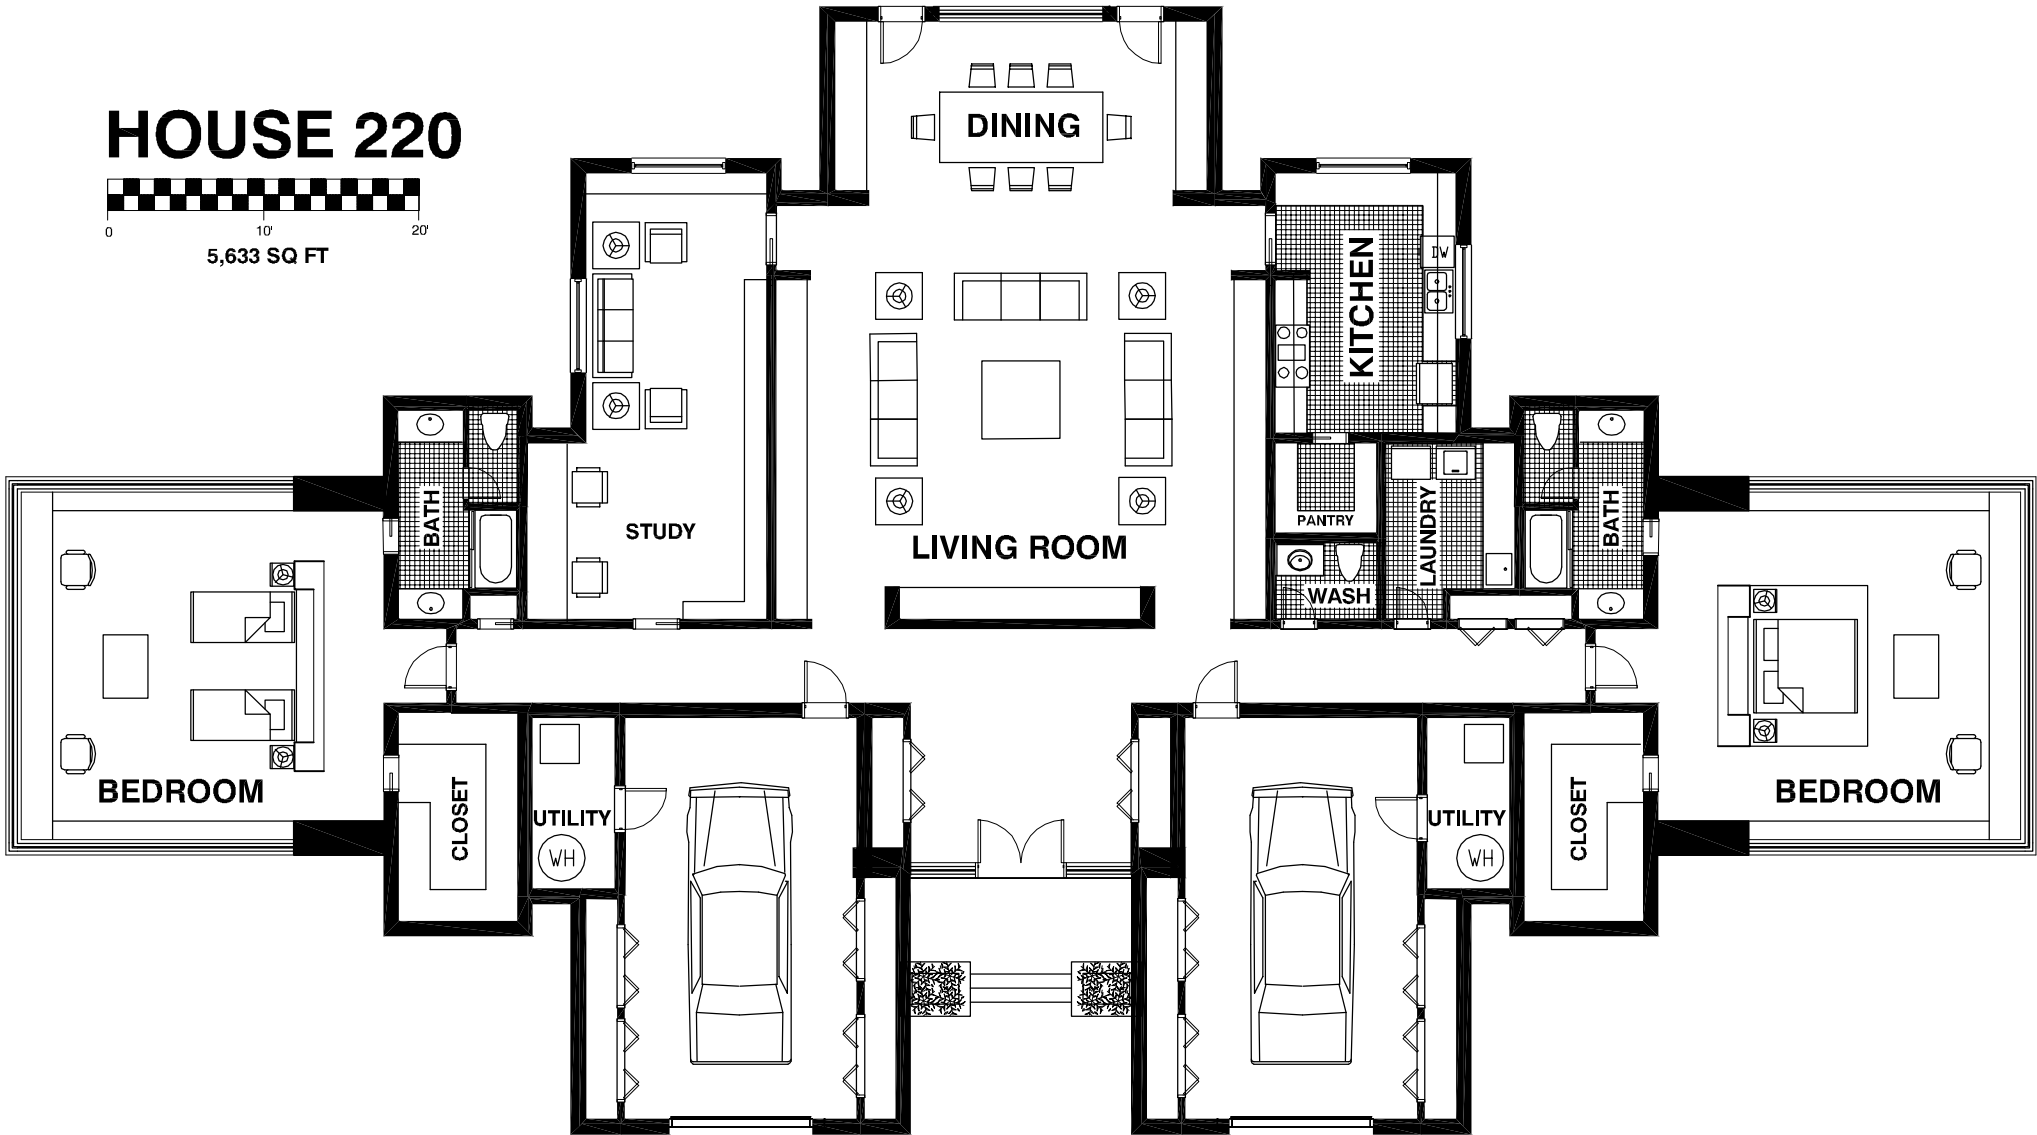 HOUSE 220
0 10' 20'
5,633 SQ FT
DINING
KITCHEN
DW
BATH
STUDY
LIVING ROOM
PANTRY
LAUNDRY
BATH
WASH
BEDROOM
CLOSET
UTILITY
WH
UTILITY
WH
CLOSET
BEDROOM